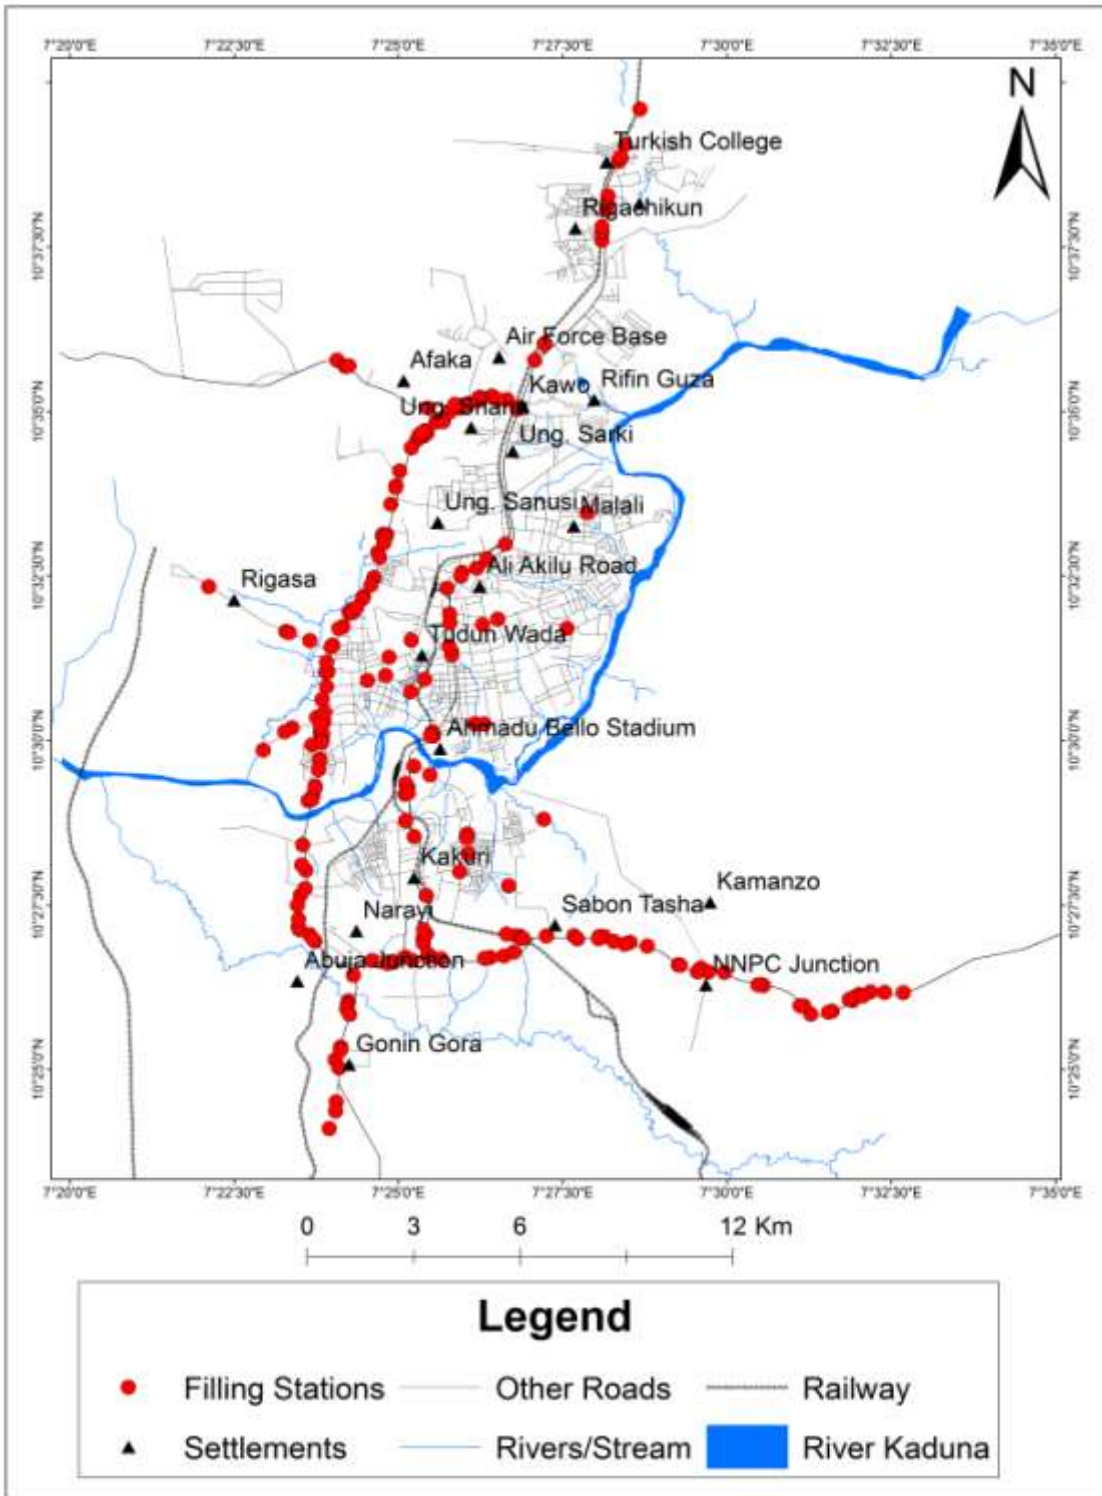 7°20'0"E 7°22'30"E 7°25'0"E 7°27'30"E 7°30'0"E 7°32'30"E 7°35'0"E
N
Turkish College
Rigachikun
10°37'30"N 10°37'30"N
Air Force Base
Afaka
Kawo Rifin Guza
Ung. Shanu
10°35'0"N 10°35'0"N
Ung. Sarki
Ung. Sanusi Malali
Ali Akilu Road
10°32'30"N 10°32'30"N
Rigasa
Tudun Wada
Ahmadu Bello Stadium
10°30'0"N 10°30'0"N
Kakuri
Kamanzo
10°27'30"N 10°27'30"N
Narayi Sabon Tasha
Abuja Junction NNPC Junction
Gonin Gora
10°25'0"N 10°25'0"N
7°20'0"E 7°22'30"E 7°25'0"E 7°27'30"E 7°30'0"E 7°32'30"E 7°35'0"E
0 3 6 12 Km
Legend
Filling Stations Other Roads Railway
Settlements Rivers/Stream River Kaduna